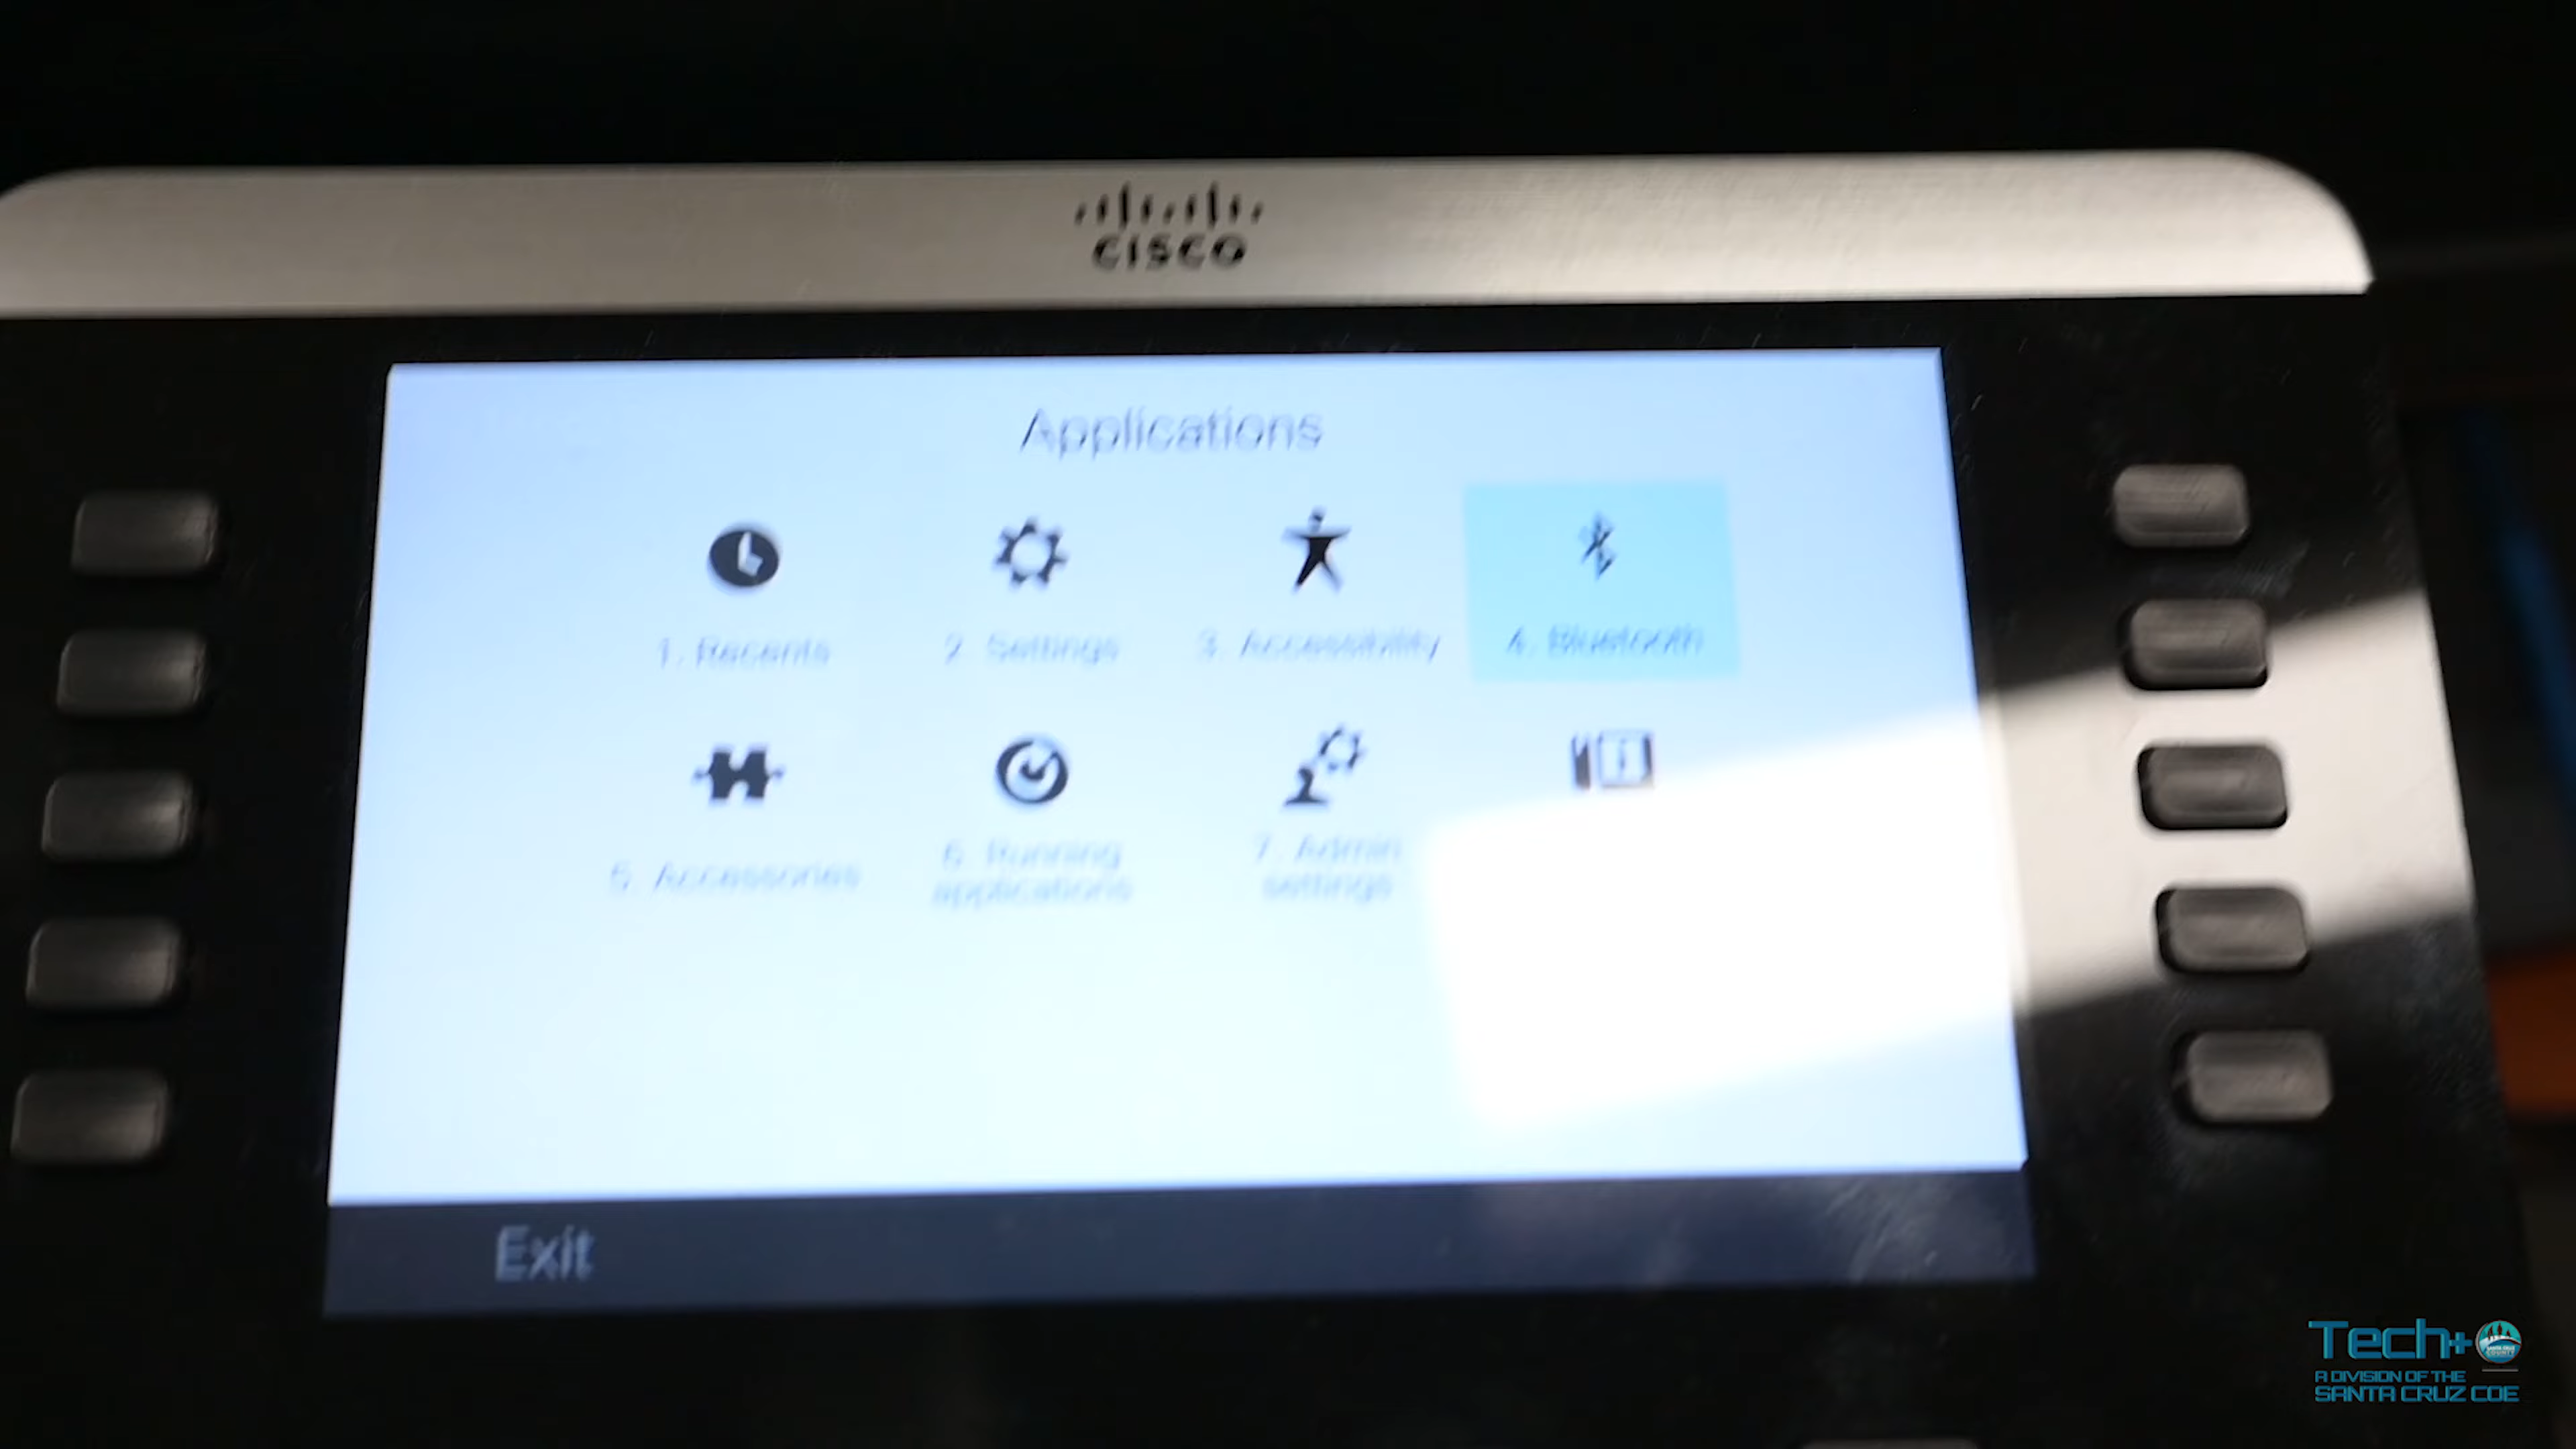 CISCO
Applications
1. Recents
2. Settings
3. Accessibility
4. Bluetooth
5. Accessories
6. Running
applications
7. Admin
settings
Exit
Tech+
A DIVISION OF THE
SANTA CRUZ COE